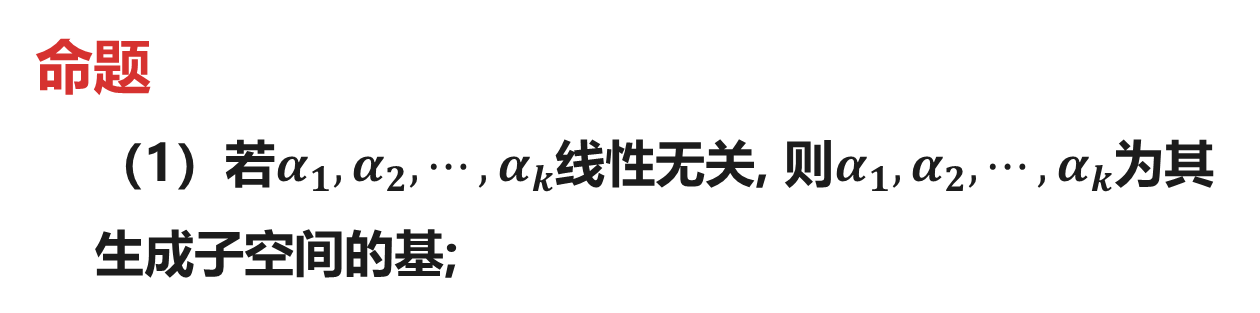 命题
（1）若α₁, α₂, ⋯ , αₖ线性无关, 则α₁, α₂, ⋯ , αₖ为其
生成子空间的基;